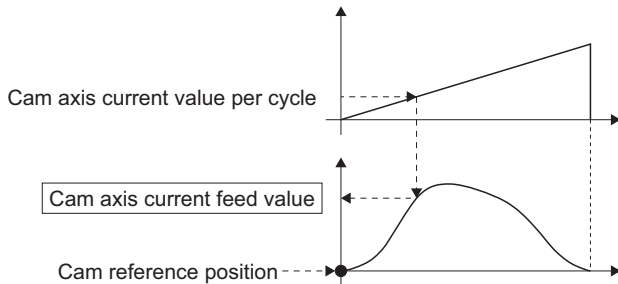 Cam axis current value per cycle
Cam axis current feed value
Cam reference position